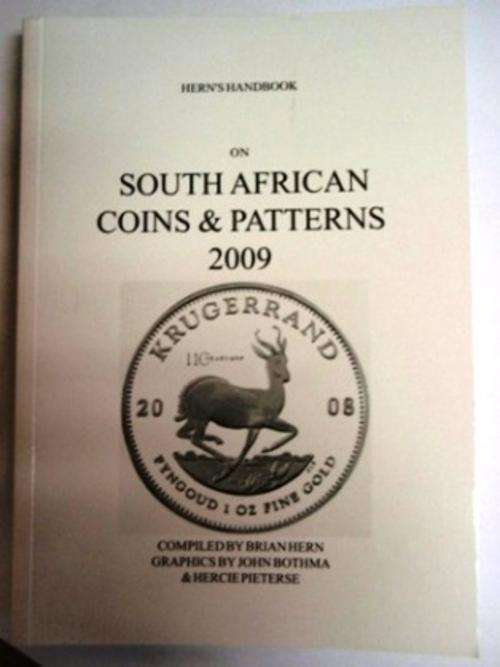 HERN'S HANDBOOK
ON
SOUTH AFRICAN
COINS & PATTERNS
2009
KRUGERRAND
110
20 08
FYNGOUD 1 OZ FINE GOLD
COMPILED BY BRIAN HERN
GRAPHICS BY JOHN BOTHMA
& HERCIE PIETERSE